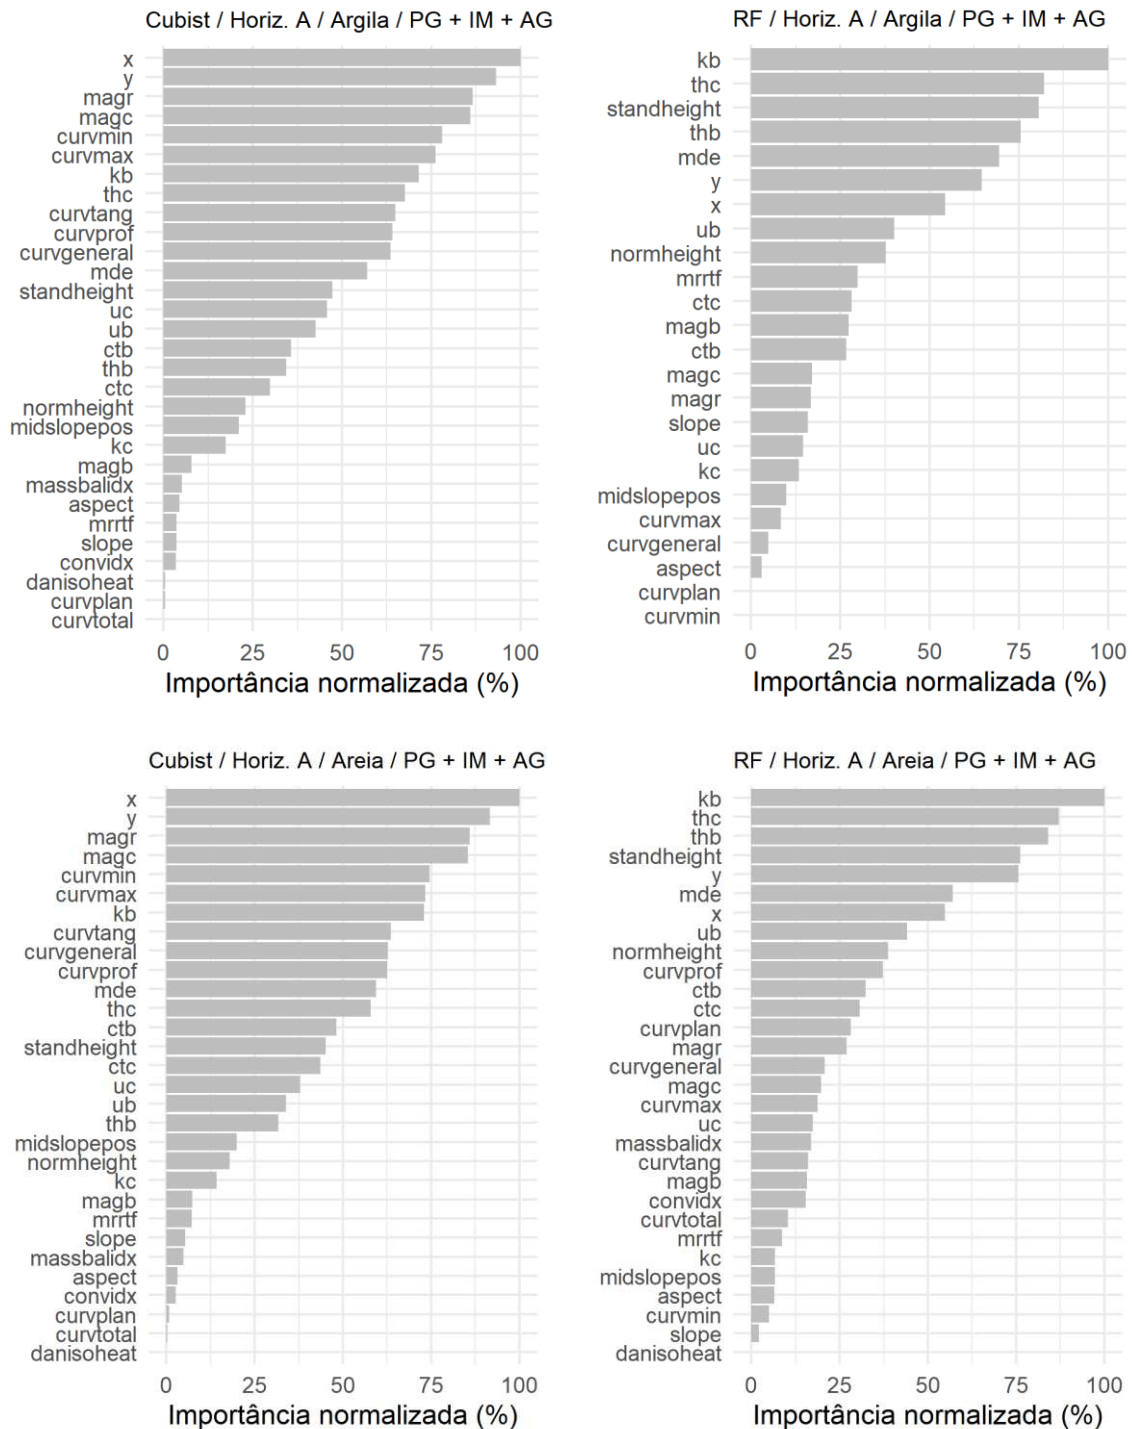 Cubist / Horiz. A / Argila / PG + IM + AG
x
y
magr
magc
curvmin
curvmax
kb
thc
curvtang
curvprof
curvgeneral
mde
standheight
uc
ub
ctb
thb
ctc
normheight
midslopepos
kc
magb
massbalidx
aspect
mrrtf
slope
convidx
danisoheat
curvplan
curvtotal
0 25 50 75 100
Importância normalizada (%)
RF / Horiz. A / Argila / PG + IM + AG
kb
thc
standheight
thb
mde
y
x
ub
normheight
mrrtf
ctc
magb
ctb
magc
magr
slope
uc
kc
midslopepos
curvmax
curvgeneral
aspect
curvplan
curvmin
0 25 50 75 100
Importância normalizada (%)
Cubist / Horiz. A / Areia / PG + IM + AG
x
y
magr
magc
curvmin
curvmax
kb
curvtang
curvgeneral
curvprof
mde
thc
ctb
standheight
ctc
uc
ub
thb
midslopepos
normheight
kc
magb
mrrtf
slope
massbalidx
aspect
convidx
curvplan
curvtotal
danisoheat
0 25 50 75 100
Importância normalizada (%)
RF / Horiz. A / Areia / PG + IM + AG
kb
thc
thb
standheight
y
mde
x
ub
normheight
curvprof
ctb
ctc
curvplan
magr
curvgeneral
magc
curvmax
uc
massbalidx
curvtang
magb
convidx
curvtotal
mrrtf
kc
midslopepos
aspect
curvmin
slope
danisoheat
0 25 50 75 100
Importância normalizada (%)